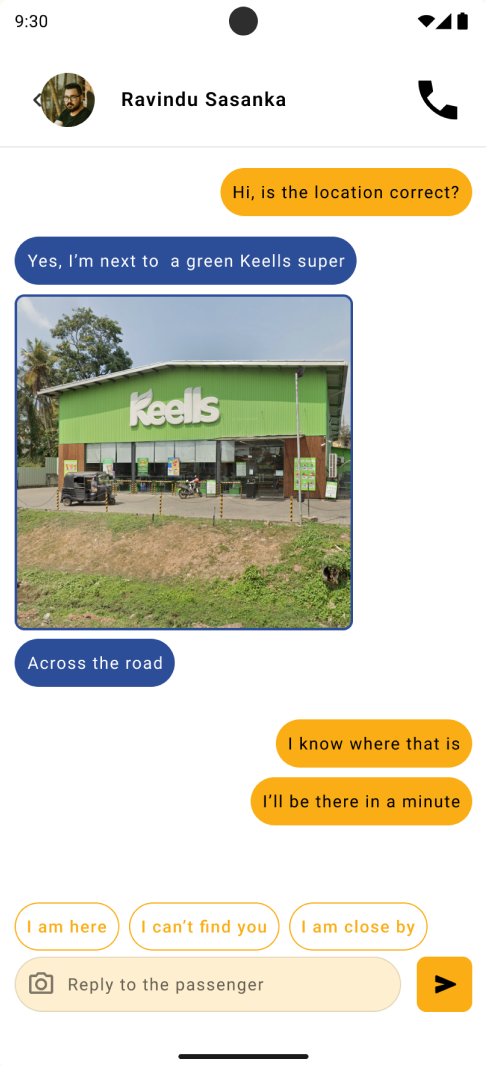 9:30
Ravindu Sasanka
Hi, is the location correct?
Yes, I’m next to  a green Keells super
Keells
Across the road
I know where that is
I’ll be there in a minute
I am here
I can’t find you
I am close by
Reply to the passenger